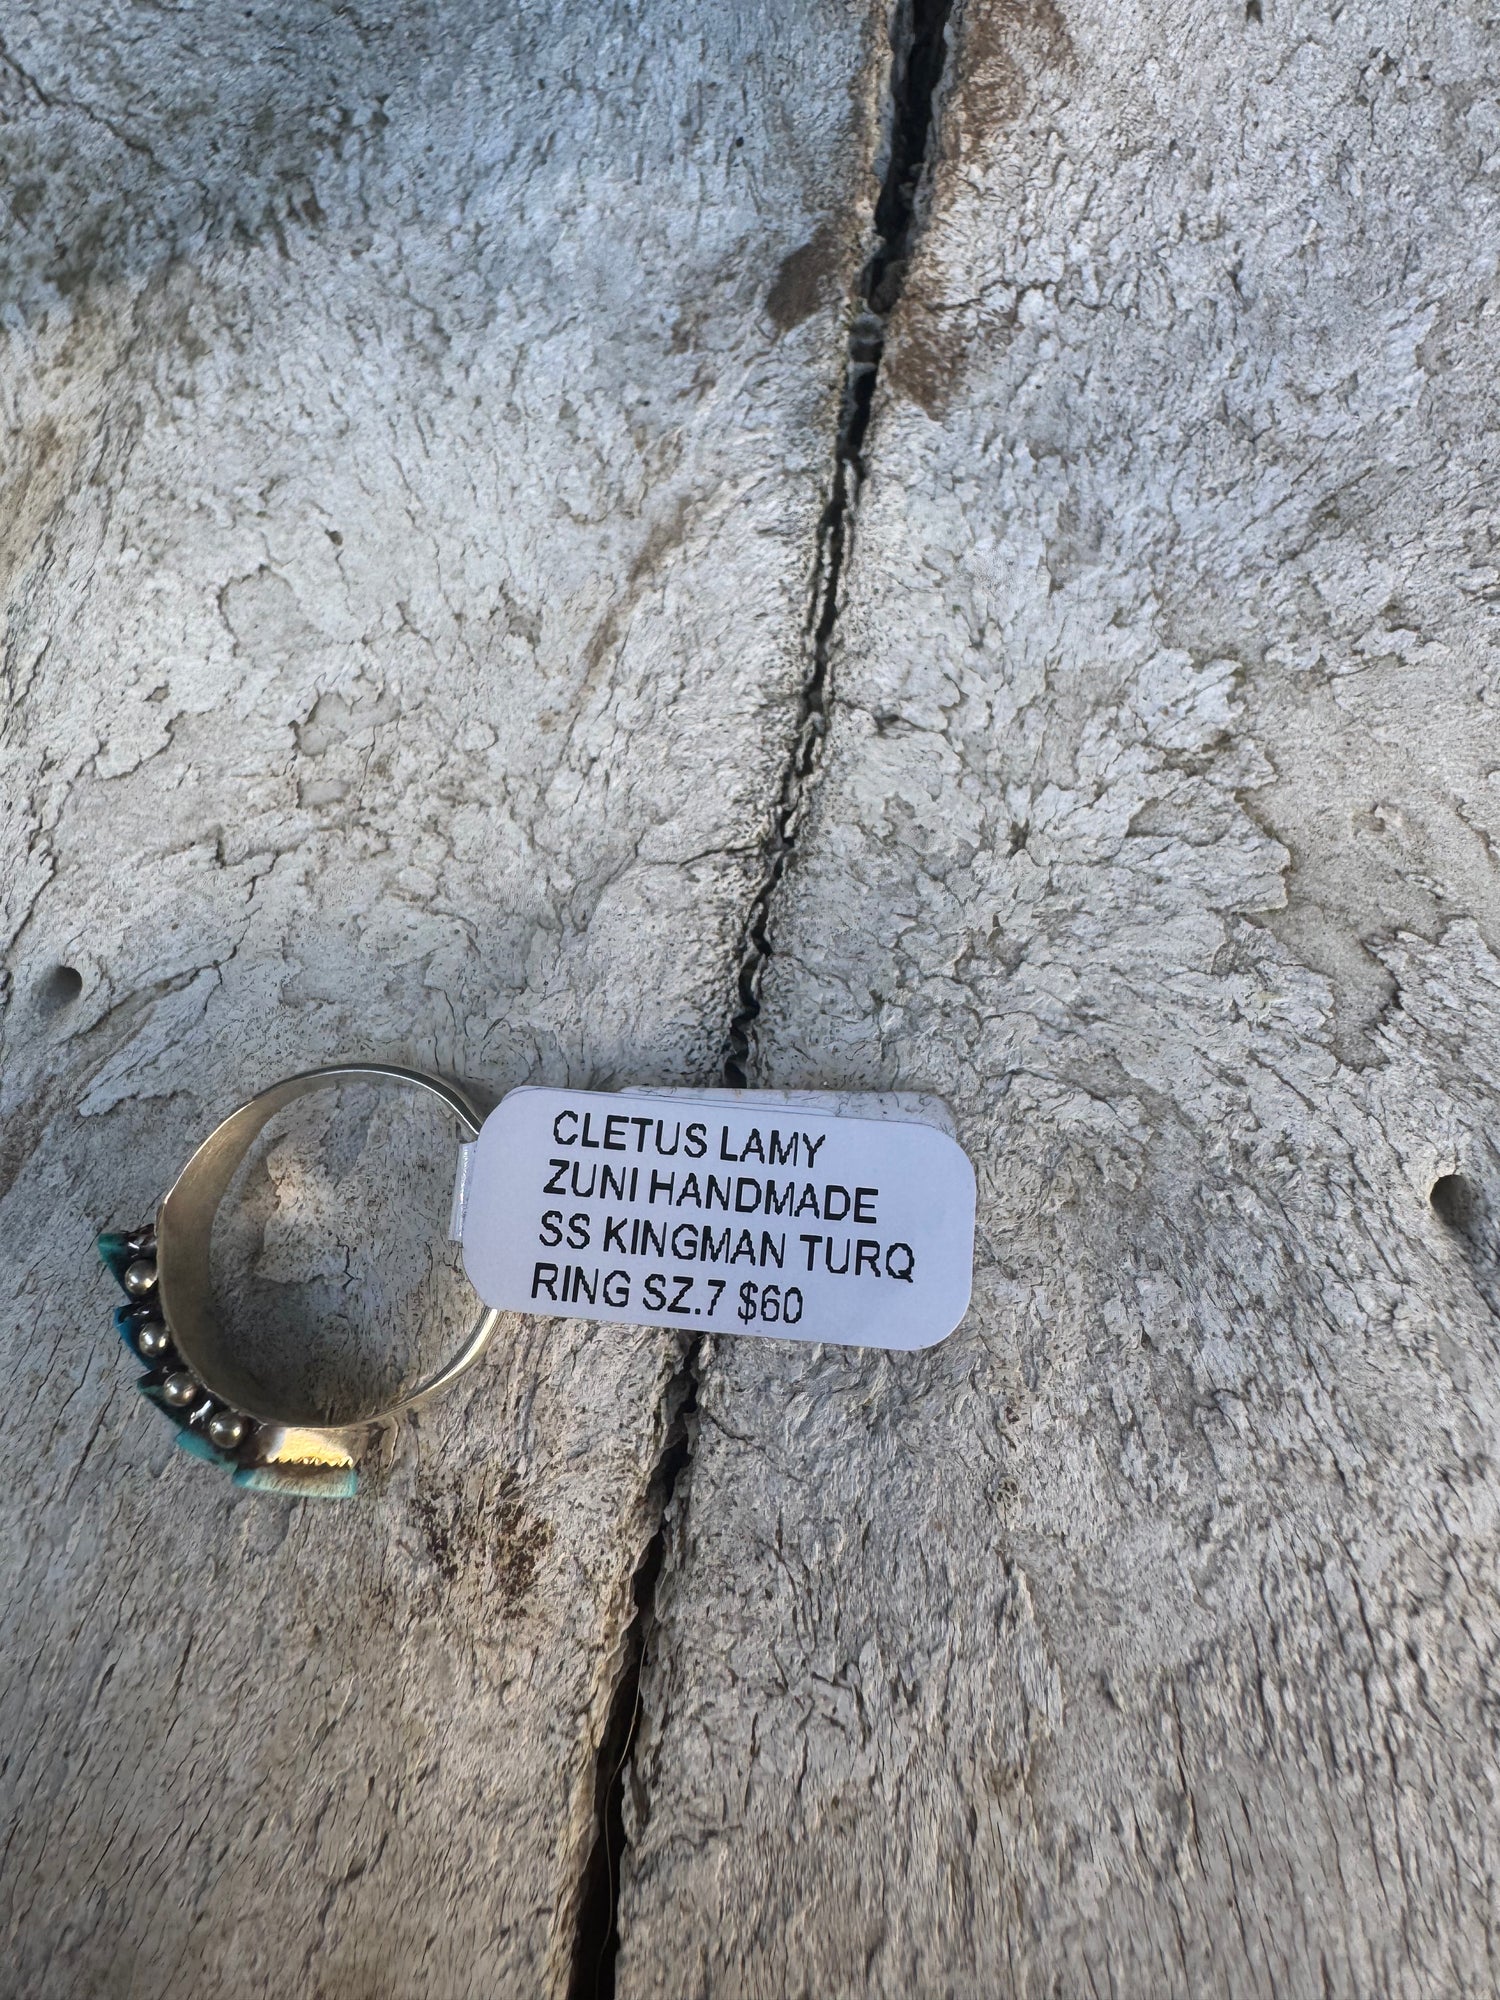 CLETUS LAMY
ZUNI HANDMADE
SS KINGMAN TURQ
RING SZ.7 $60